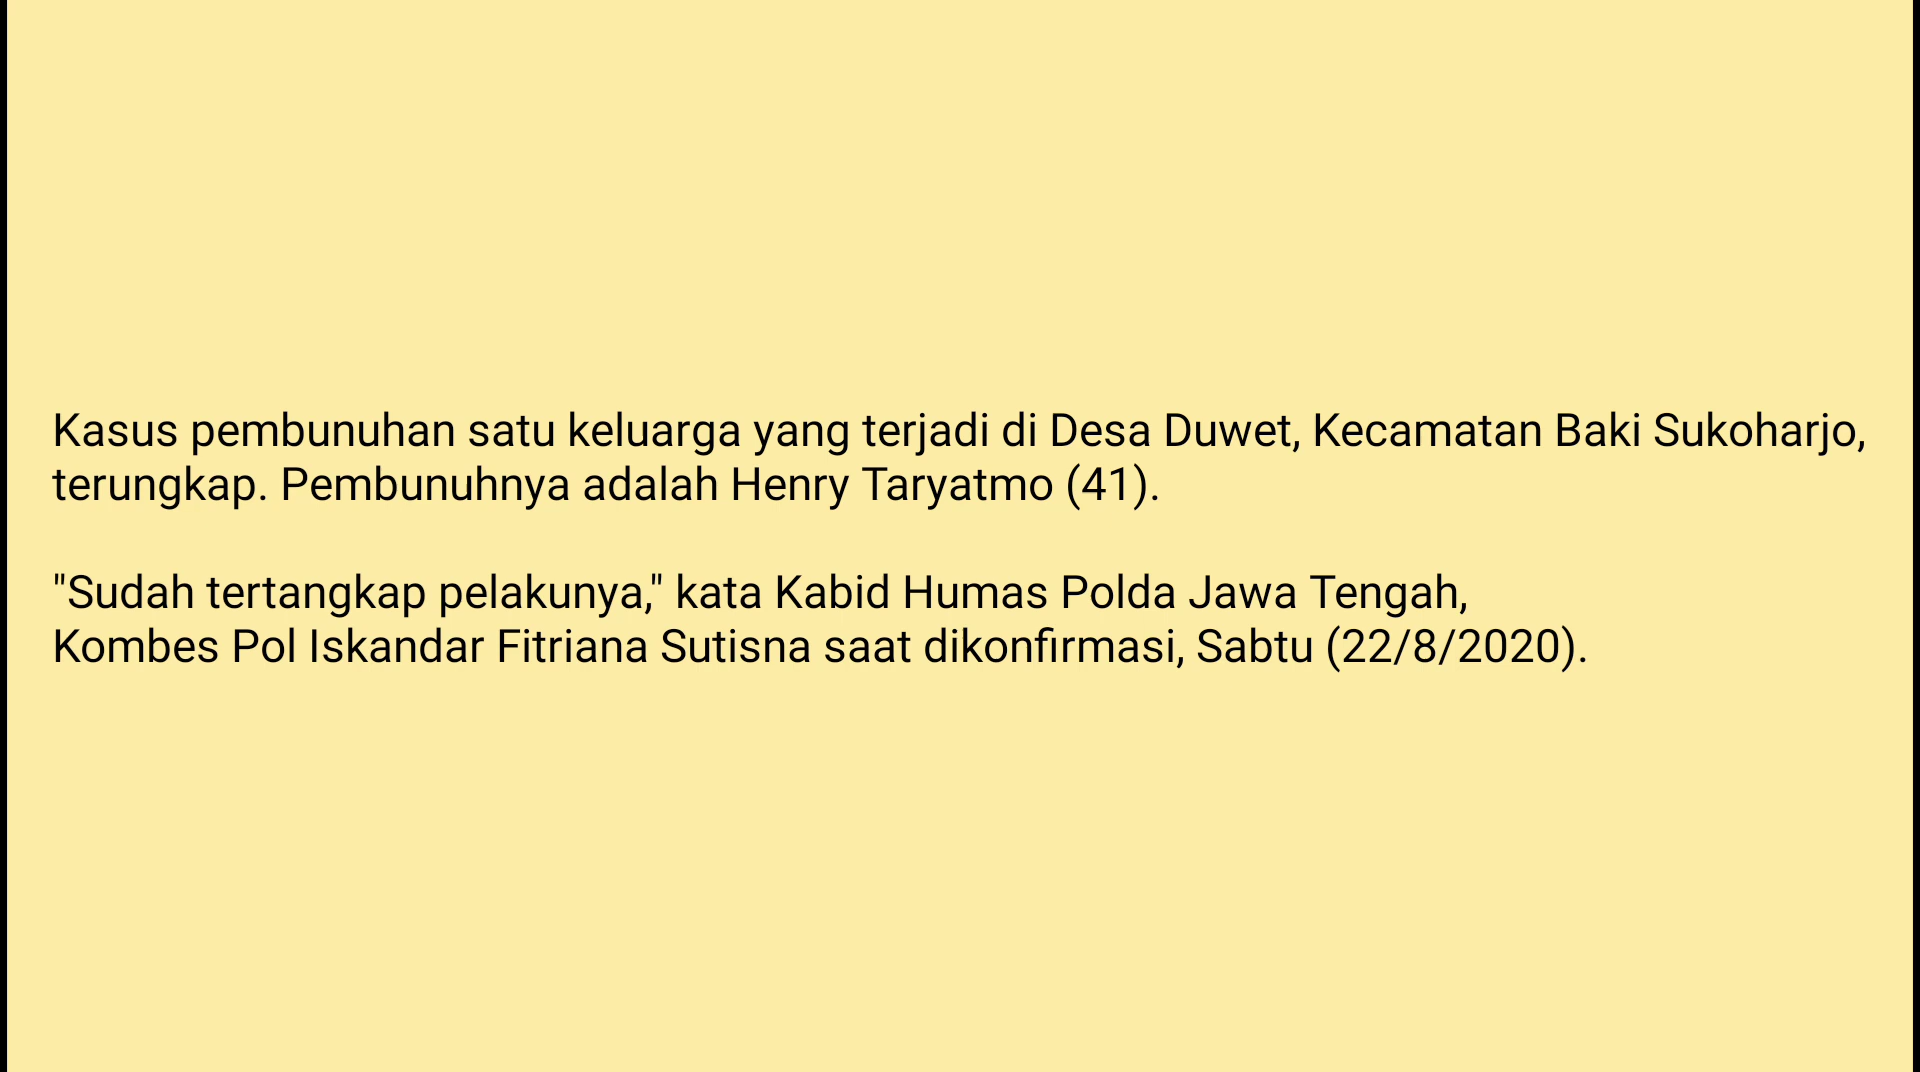 Kasus pembunuhan satu keluarga yang terjadi di Desa Duwet, Kecamatan Baki Sukoharjo,
terungkap. Pembunuhnya adalah Henry Taryatmo (41).
"Sudah tertangkap pelakunya," kata Kabid Humas Polda Jawa Tengah,
Kombes Pol Iskandar Fitriana Sutisna saat dikonfirmasi, Sabtu (22/8/2020).